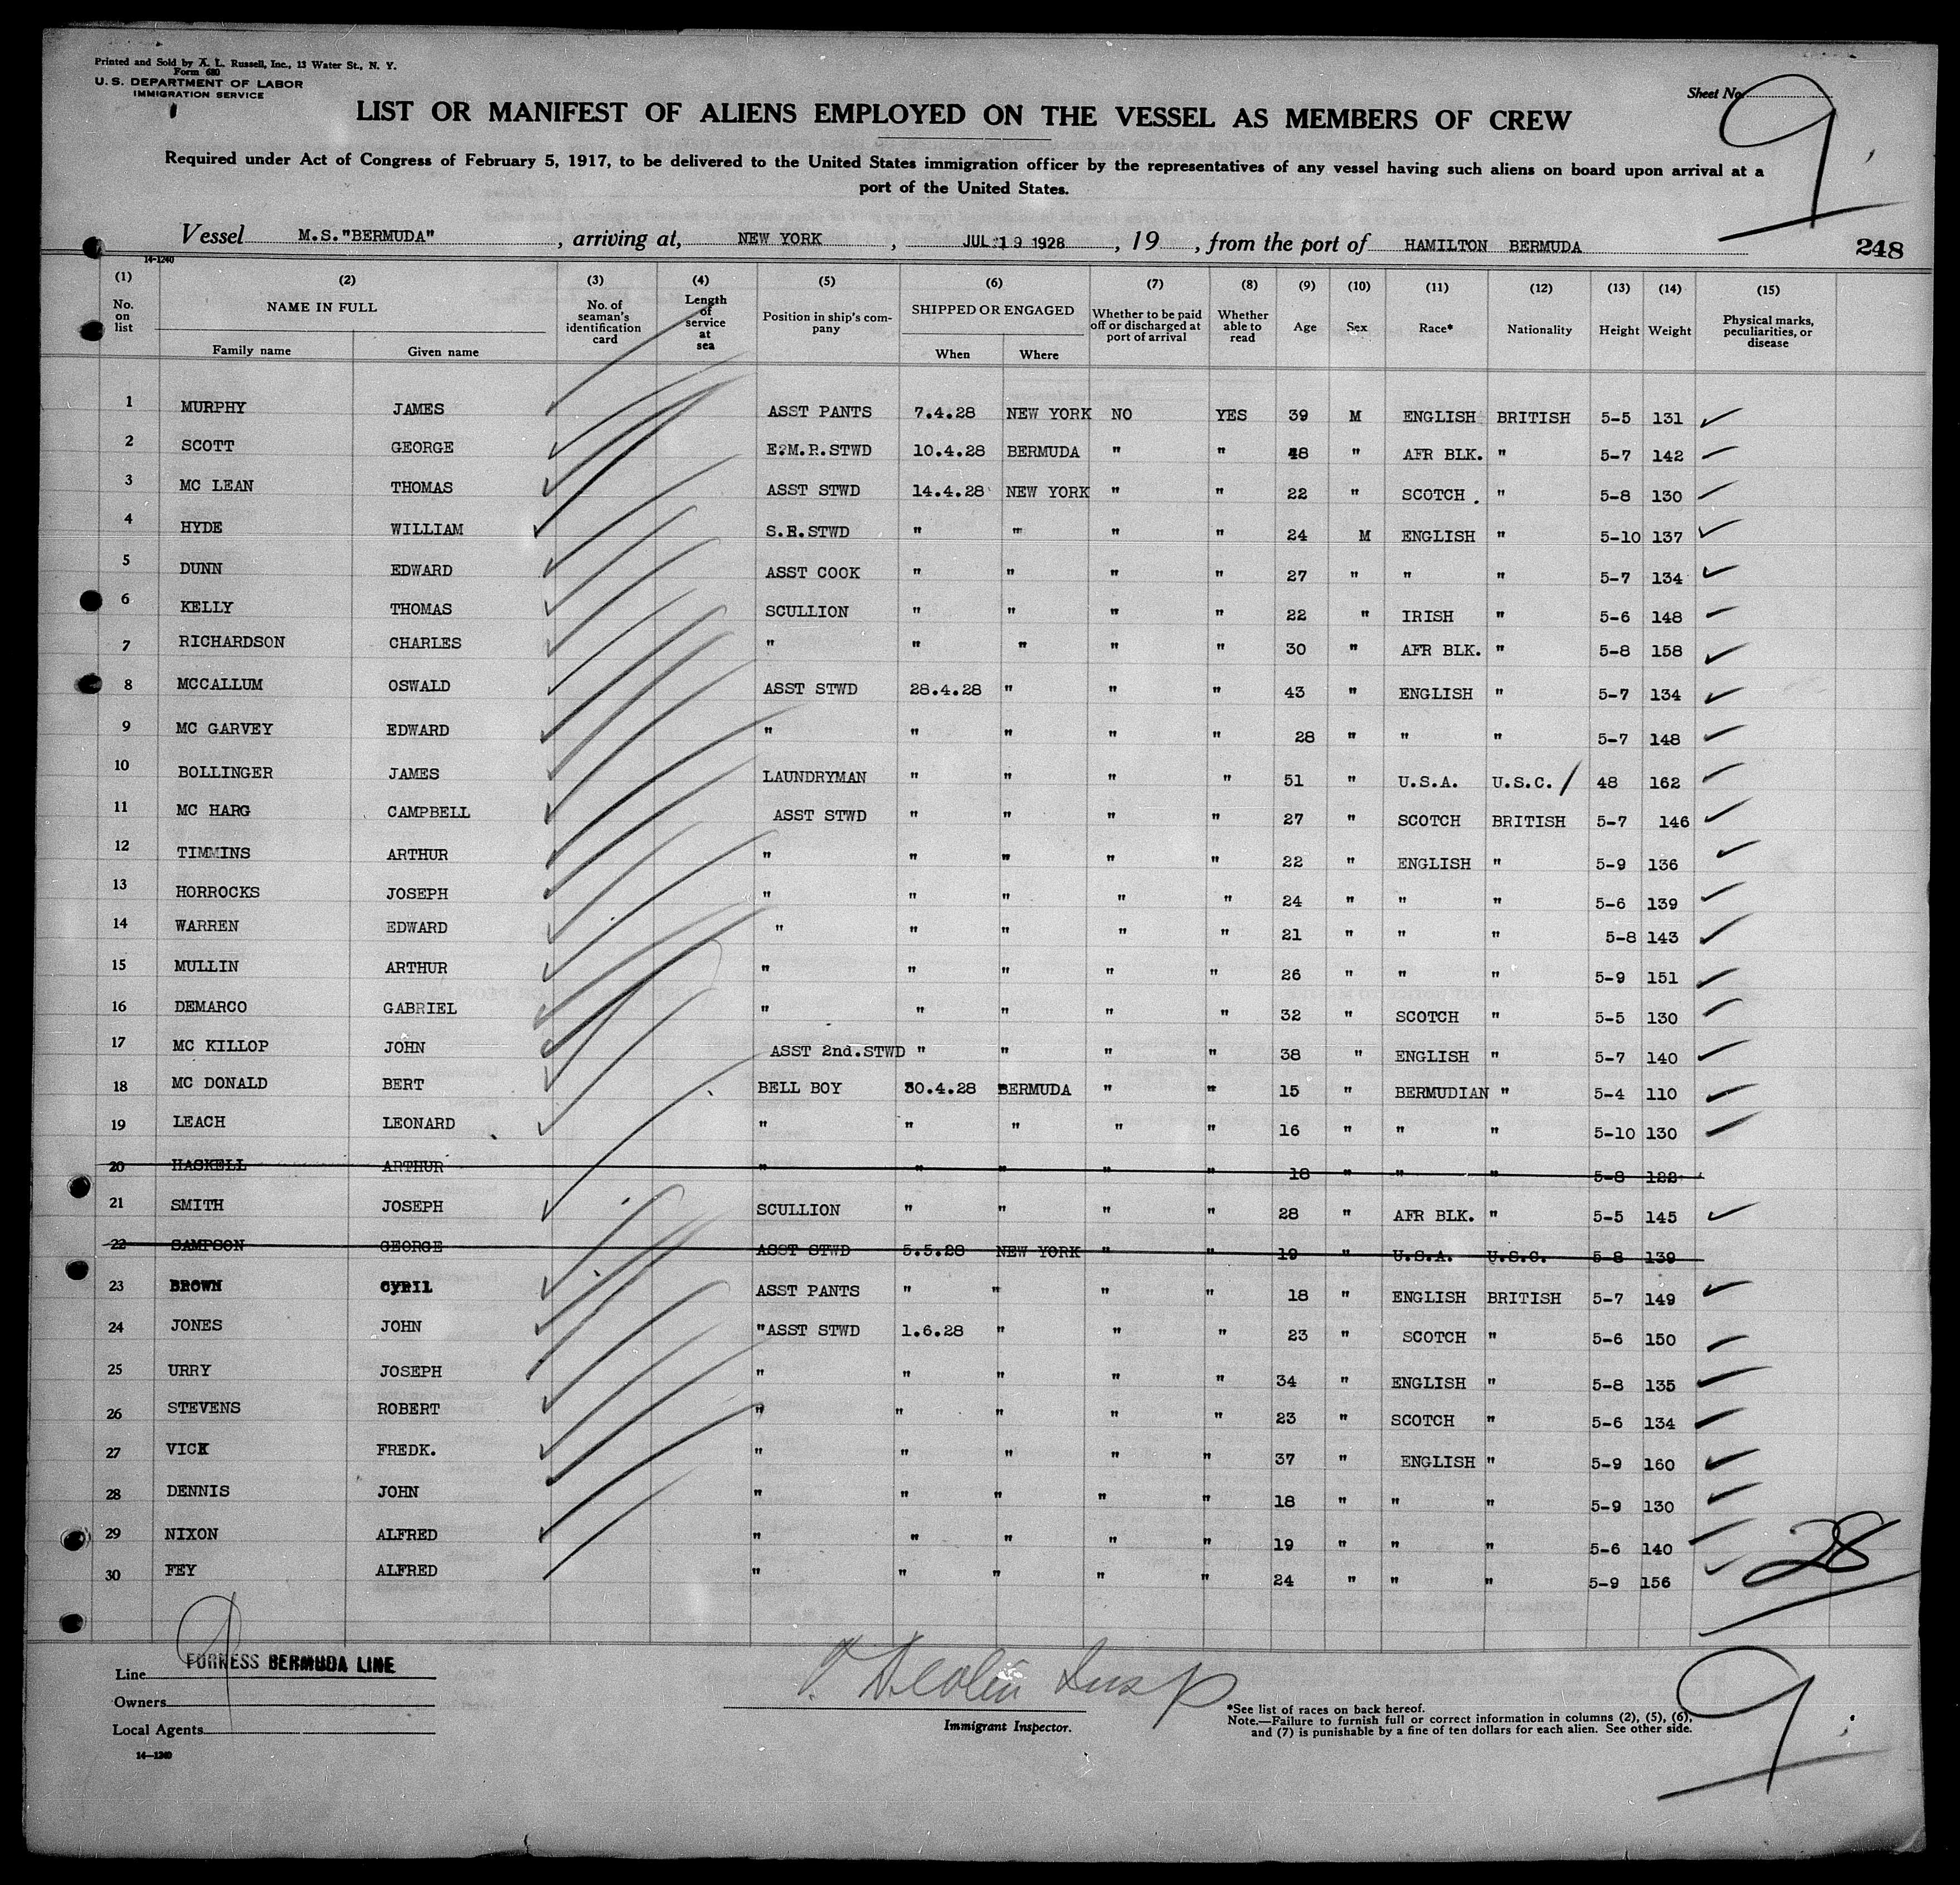 Printed and Sold by A. L. Russell, Inc., 13 Water St., N. Y.
Form 680
U. S. DEPARTMENT OF LABOR
IMMIGRATION SERVICE
Sheet No. 9
LIST OR MANIFEST OF ALIENS EMPLOYED ON THE VESSEL AS MEMBERS OF CREW
Required under Act of Congress of February 5, 1917, to be delivered to the United States immigration officer by the representatives of any vessel having such aliens on board upon arrival at a
port of the United States.
Vessel M.S."BERMUDA" , arriving at, NEW YORK , JUL 19 1928 , 19 , from the port of HAMILTON BERMUDA
248
14-1240
(1) (2) (3) (4) (5) (6) (7) (8) (9) (10) (11) (12) (13) (14) (15)
No. on list NAME IN FULL Family name Given name No. of seaman's identification card Length of service at sea Position in ship's company SHIPPED OR ENGAGED When Where Whether to be paid off or discharged at port of arrival Whether able to read Age Sex Race* Nationality Height Weight Physical marks, peculiarities, or disease
1 MURPHY JAMES ASST PANTS 7.4.28 NEW YORK NO YES 39 M ENGLISH BRITISH 5-5 131
2 SCOTT GEORGE E?M.R.STWD 10.4.28 BERMUDA " " 48 " AFR BLK. " 5-7 142
3 MC LEAN THOMAS ASST STWD 14.4.28 NEW YORK " " 22 " SCOTCH . " 5-8 130
4 HYDE WILLIAM S.R.STWD " " " " 24 M ENGLISH " 5-10 137
5 DUNN EDWARD ASST COOK " " " " 27 " " " 5-7 134
6 KELLY THOMAS SCULLION " " " " 22 " IRISH " 5-6 148
7 RICHARDSON CHARLES " " " " " 30 " AFR BLK. " 5-8 158
8 MCCALLUM OSWALD ASST STWD 28.4.28 " " " 43 " ENGLISH " 5-7 134
9 MC GARVEY EDWARD " " " " " 28 " " " 5-7 148
10 BOLLINGER JAMES LAUNDRYMAN " " " " 51 " U.S.A. U.S.C. / 48 162
11 MC HARG CAMPBELL ASST STWD " " " " 27 " SCOTCH BRITISH 5-7 146
12 TIMMINS ARTHUR " " " " " 22 " ENGLISH " 5-9 136
13 HORROCKS JOSEPH " " " " " 24 " " " 5-6 139
14 WARREN EDWARD " " " " " 21 " " " 5-8 143
15 MULLIN ARTHUR " " " " " 26 " " " 5-9 151
16 DEMARCO GABRIEL " " " " " 32 " SCOTCH " 5-5 130
17 MC KILLOP JOHN ASST 2nd.STWD " " " " 38 " ENGLISH " 5-7 140
18 MC DONALD BERT BELL BOY 30.4.28 BERMUDA " " 15 " BERMUDIAN " 5-4 110
19 LEACH LEONARD " " " " " 16 " " " 5-10 130
20 HASKELL ARTHUR " " " " " 18 " " " 5-8 122
21 SMITH JOSEPH SCULLION " " " " 28 " AFR BLK. " 5-5 145
22 SAMPSON GEORGE ASST STWD 5.5.28 NEW YORK " " 19 " U.S.A. U.S.C. 5-8 139
23 BROWN CYRIL ASST PANTS " " " " 18 " ENGLISH BRITISH 5-7 149
24 JONES JOHN "ASST STWD 1.6.28 " " " 23 " SCOTCH " 5-6 150
25 URRY JOSEPH " " " " " 34 " ENGLISH " 5-8 135
26 STEVENS ROBERT " " " " " 23 " SCOTCH " 5-6 134
27 VICK FREDK. " " " " " 37 " ENGLISH " 5-9 160
28 DENNIS JOHN " " " " " 18 " " " 5-9 130
29 NIXON ALFRED " " " " " 19 " " " 5-6 140
30 FEY ALFRED " " " " " 24 " " " 5-9 156
28
Line FURNESS BERMUDA LINE
Owners
Local Agents
14-1240
Insp
Immigrant Inspector.
*See list of races on back hereof.
Note.—Failure to furnish full or correct information in columns (2), (5), (6),
and (7) is punishable by a fine of ten dollars for each alien. See other side.
9